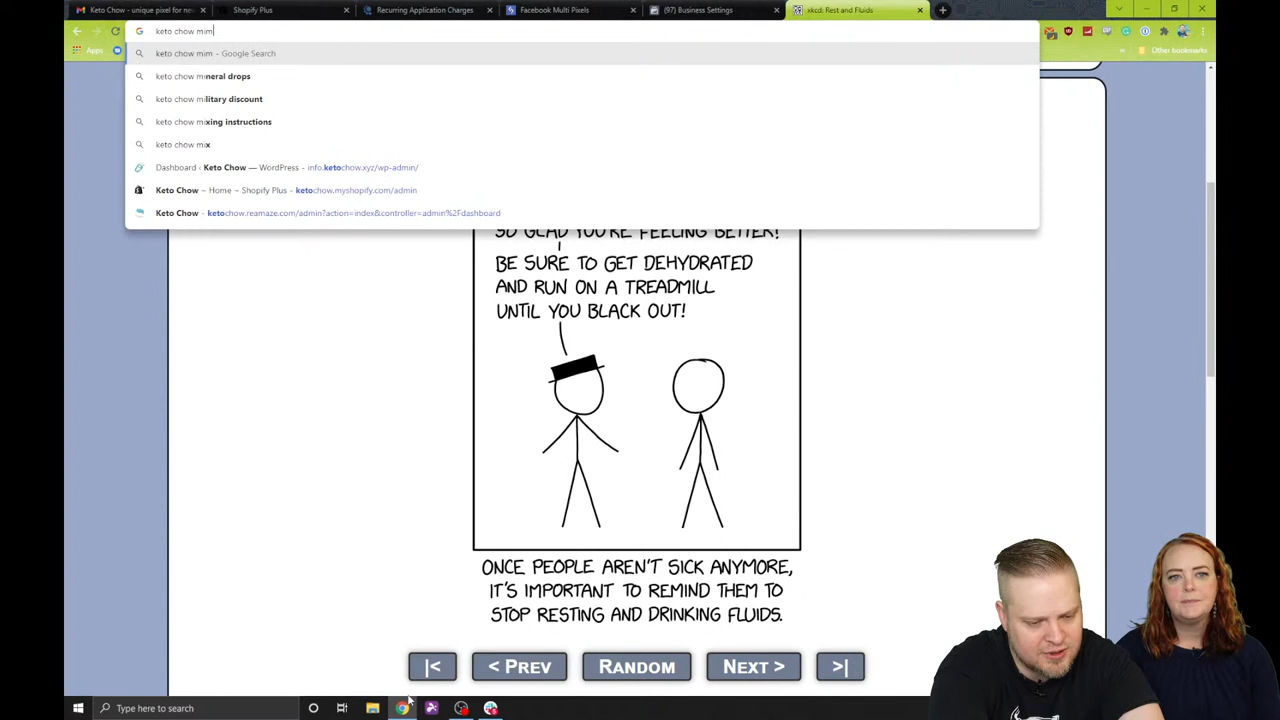 Keto Chow - unique pixel for ne
Shopify Plus
Recurring Application Charges
Facebook Multi Pixels
(97) Business Settings
xkcd: Rest and Fluids
keto chow mim
Apps
Other bookmarks
keto chow mim - Google Search
keto chow mineral drops
keto chow military discount
keto chow mixing instructions
keto chow mix
Dashboard ‹ Keto Chow — WordPress - info.ketochow.xyz/wp-admin/
Keto Chow ~ Home ~ Shopify Plus - ketochow.myshopify.com/admin
Keto Chow - ketochow.reamaze.com/admin?action=index&controller=admin%2Fdashboard
SO GLAD YOU'RE FEELING BETTER!
BE SURE TO GET DEHYDRATED
AND RUN ON A TREADMILL
UNTIL YOU BLACK OUT!
ONCE PEOPLE AREN'T SICK ANYMORE,
IT'S IMPORTANT TO REMIND THEM TO
STOP RESTING AND DRINKING FLUIDS.
|<
< PREV
RANDOM
NEXT >
>|
Type here to search